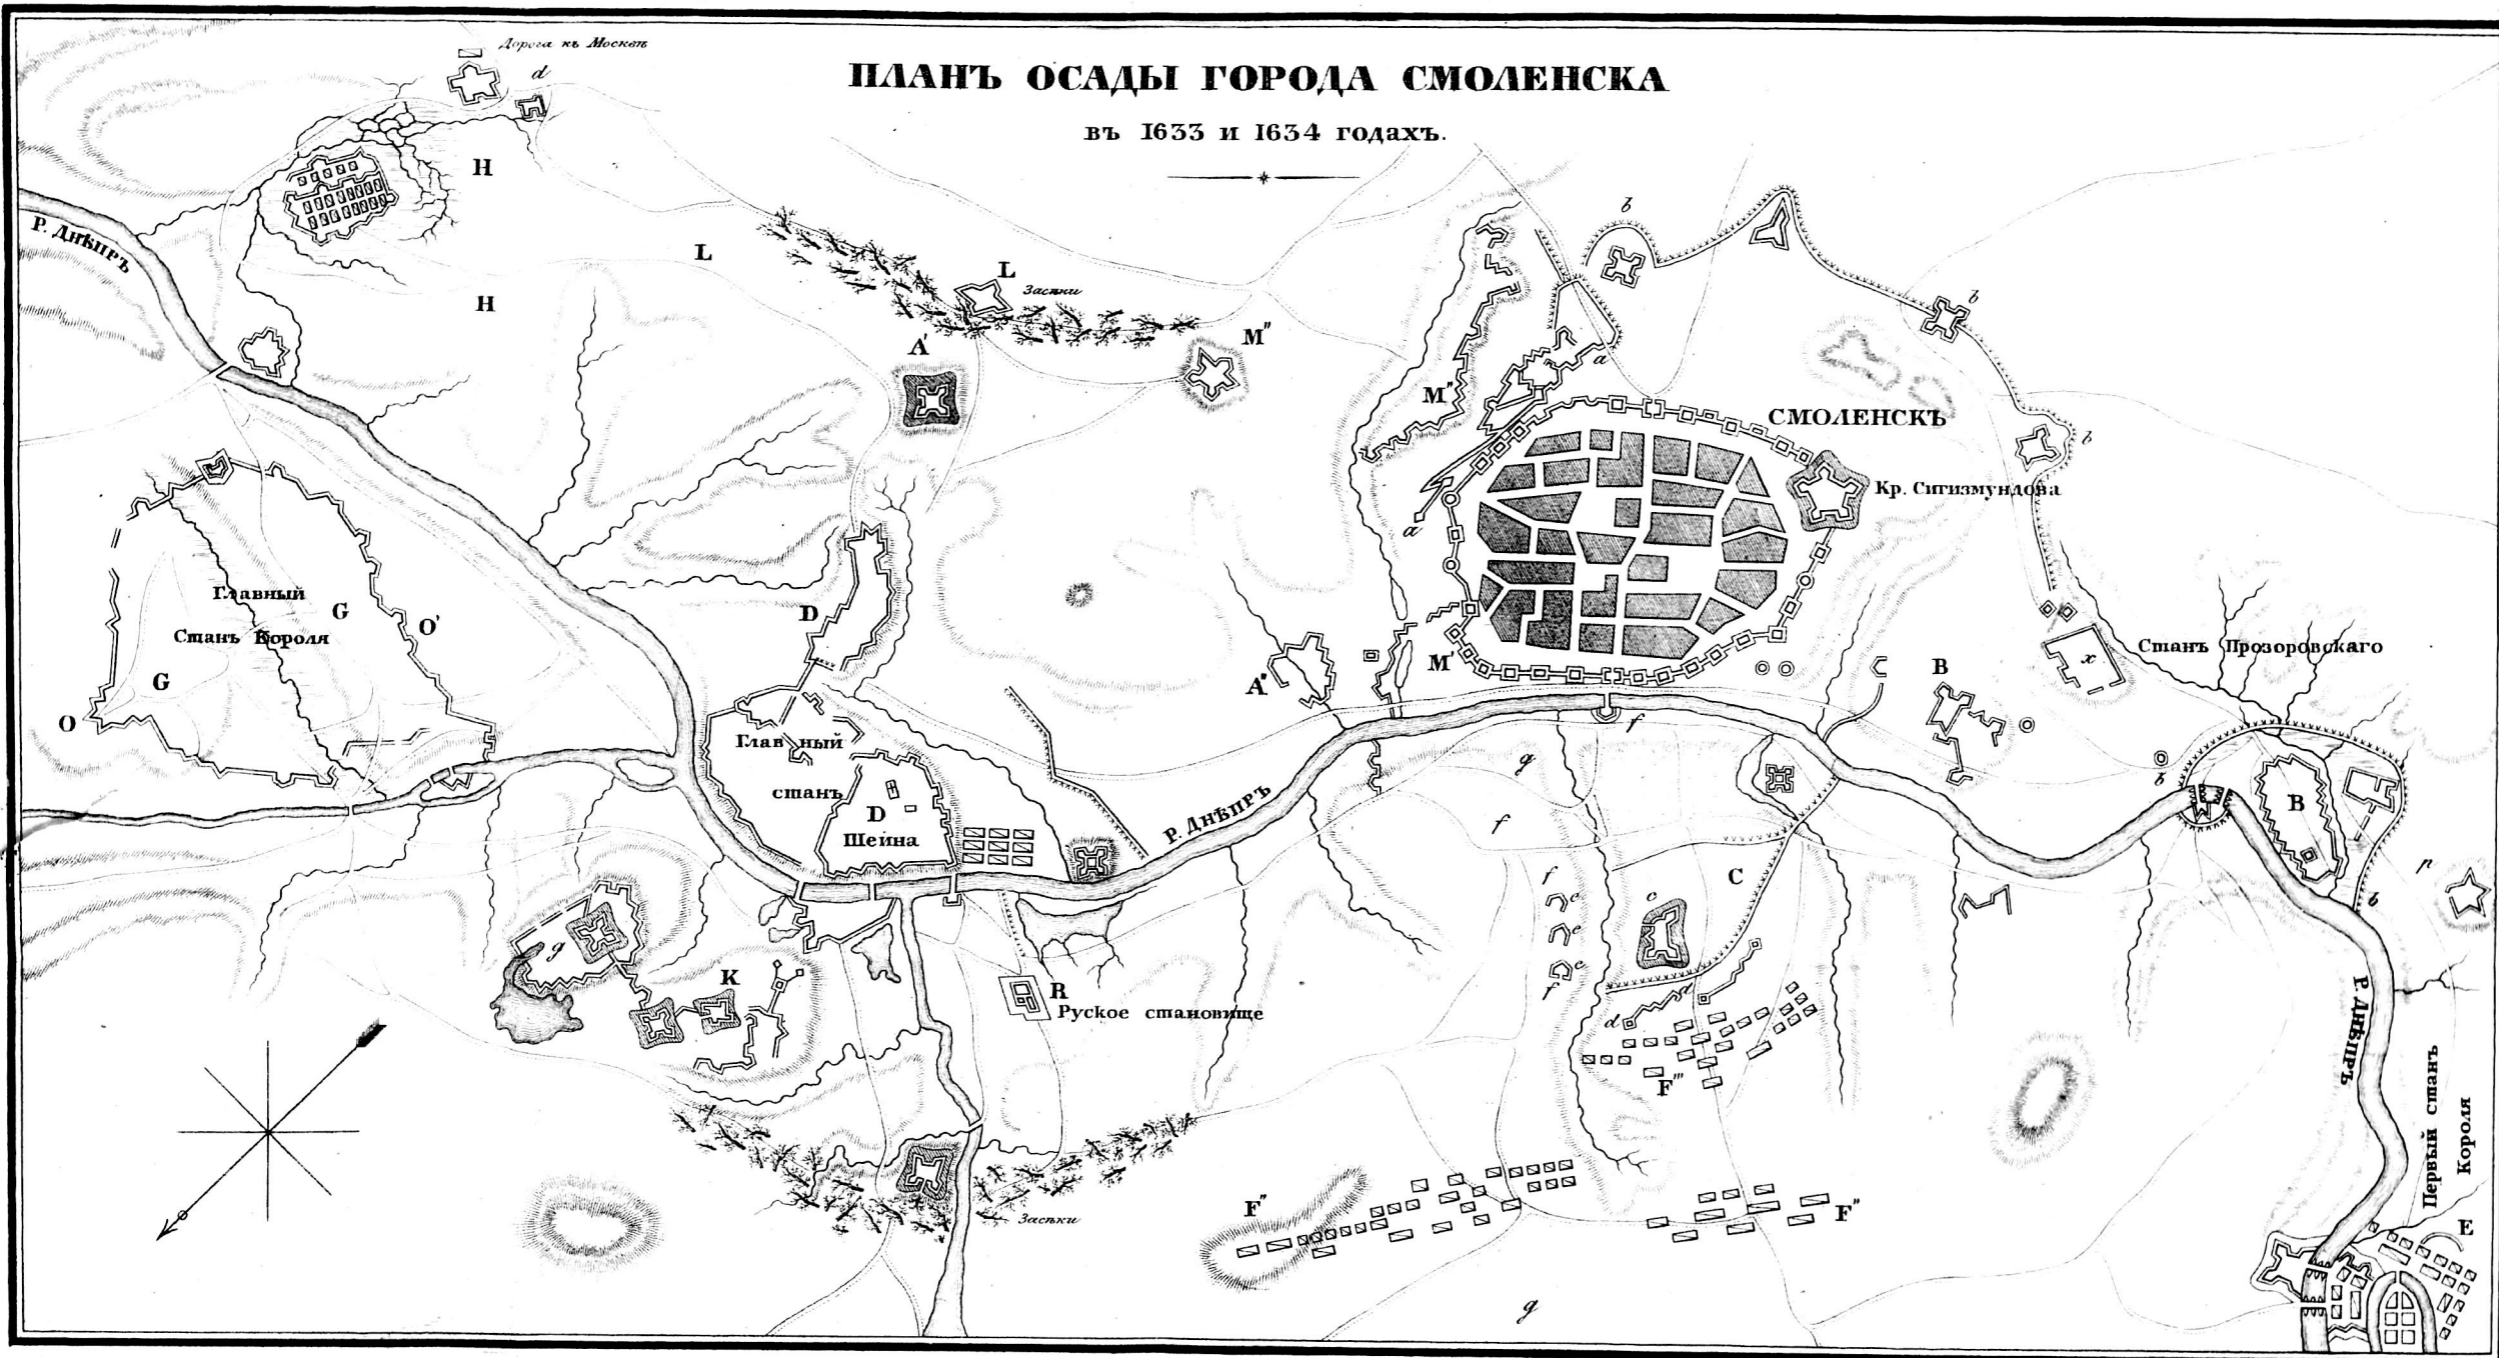 ПЛАНЪ ОСАДЫ ГОРОДА СМОЛЕНСКА
въ 1633 и 1634 годахъ.
Дорога къ Москвѣ
d
H
Р. ДНѢПРЪ
H
L
L
Засѣки
A'
M"
b
b
a
M"
СМОЛЕНСКЪ
b
Кр. Сигизмундова
a
Главный
G
Станъ Короля
O'
G
O
D
A"
M'
B
x
Станъ Прозоровскаго
Главный
станъ
D
Шеина
Р. ДНѢПРЪ
f
g
f
b
B
C
c
f
e
e
e
f
p
b
g
K
R
Руское становище
d
a
F'''
Р. ДНѢПРЪ
Первый станъ
Короля
E
Засѣки
F"
F"
g